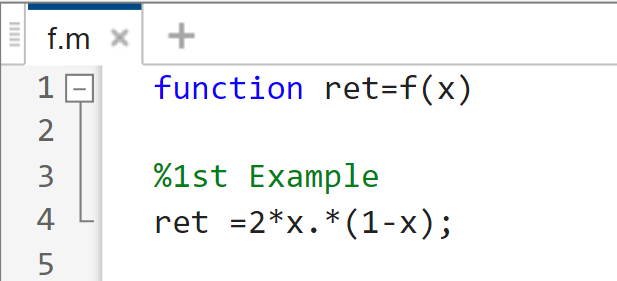 f.m × +
1 function ret=f(x)
2
3 %1st Example
4 ret =2*x.*(1-x);
5